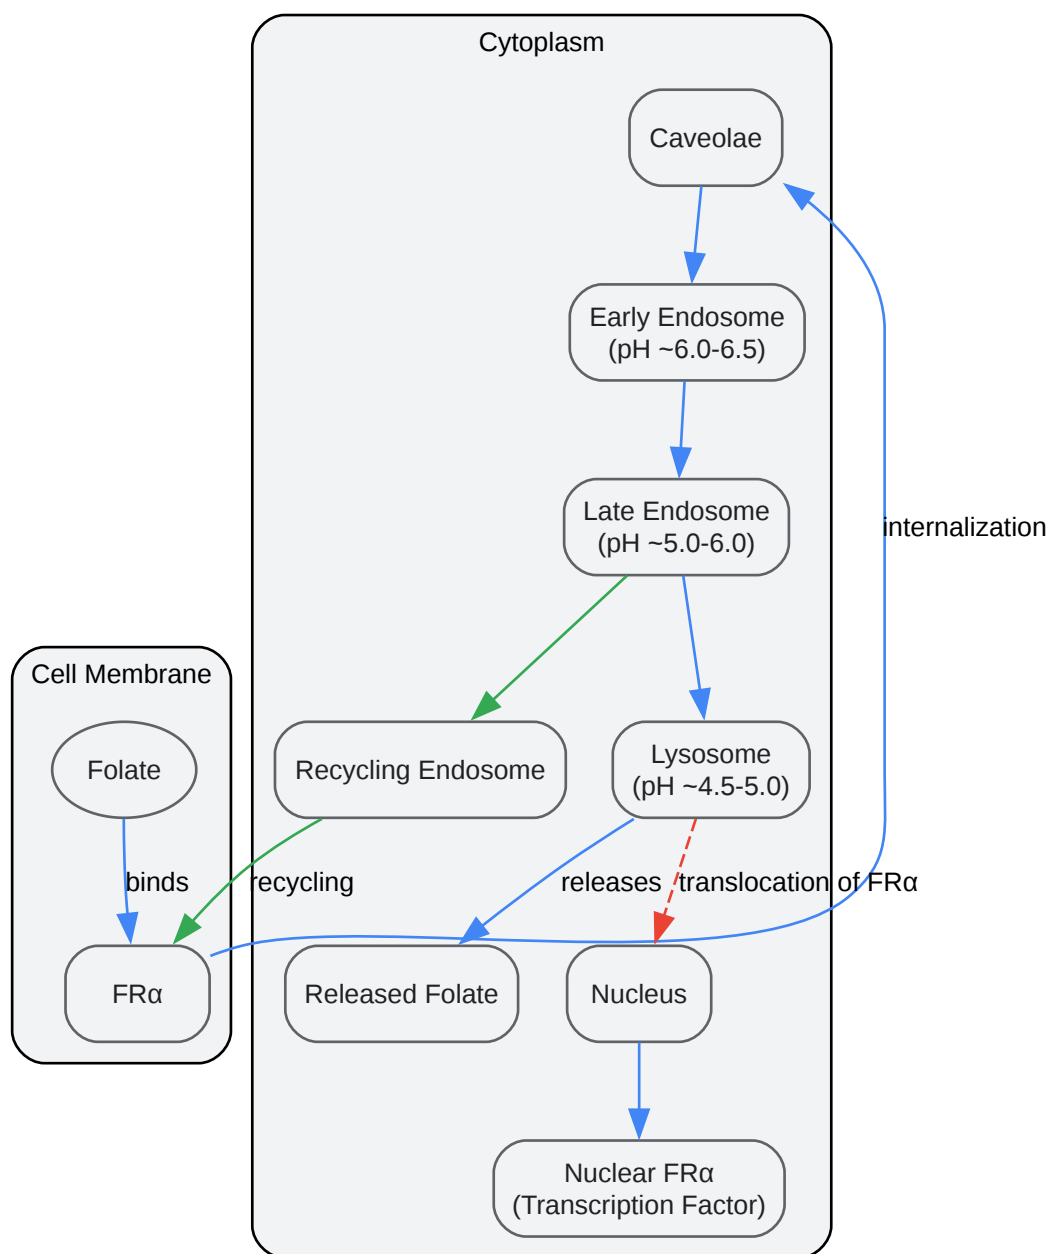 Cytoplasm
Caveolae
Early Endosome
(pH ~6.0-6.5)
Late Endosome
(pH ~5.0-6.0)
internalization
Cell Membrane
Folate
Recycling Endosome
Lysosome
(pH ~4.5-5.0)
binds
recycling
releases
translocation of FRα
FRα
Released Folate
Nucleus
Nuclear FRα
(Transcription Factor)